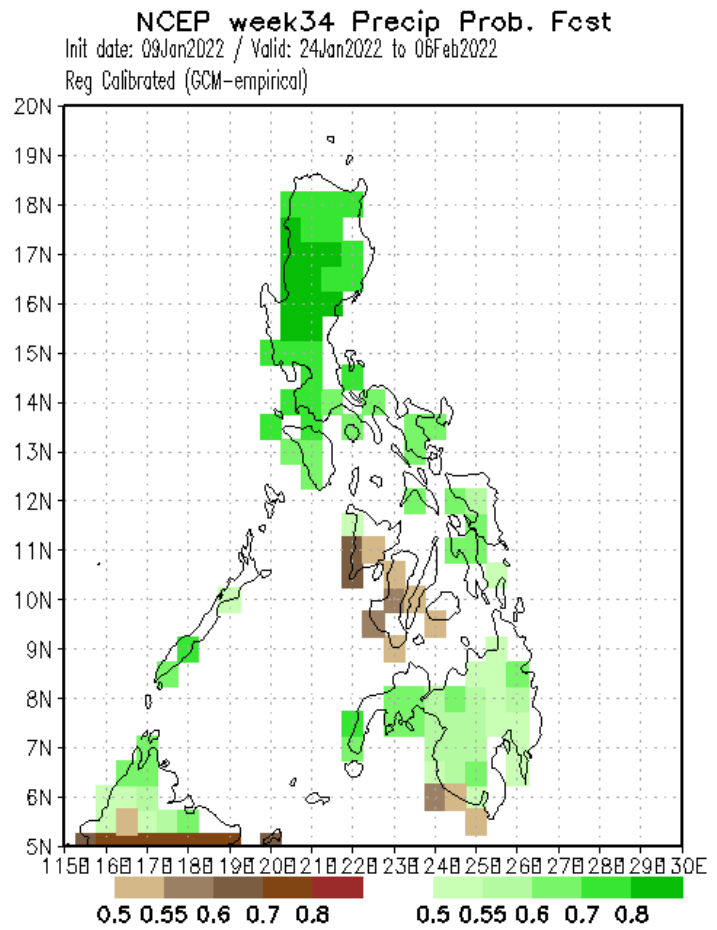 NCEP week34 Precip Prob. Fcst
Init date: 09Jan2022 / Valid: 24Jan2022 to 06Feb2022
Reg Calibrated (GCM-empirical)
20N
19N
18N
17N
16N
15N
14N
13N
12N
11N
10N
9N
8N
7N
6N
5N
115E 116E 117E 118E 119E 120E 121E 122E 123E 124E 125E 126E 127E 128E 129E 130E
0.5 0.55 0.6 0.7 0.8 0.5 0.55 0.6 0.7 0.8